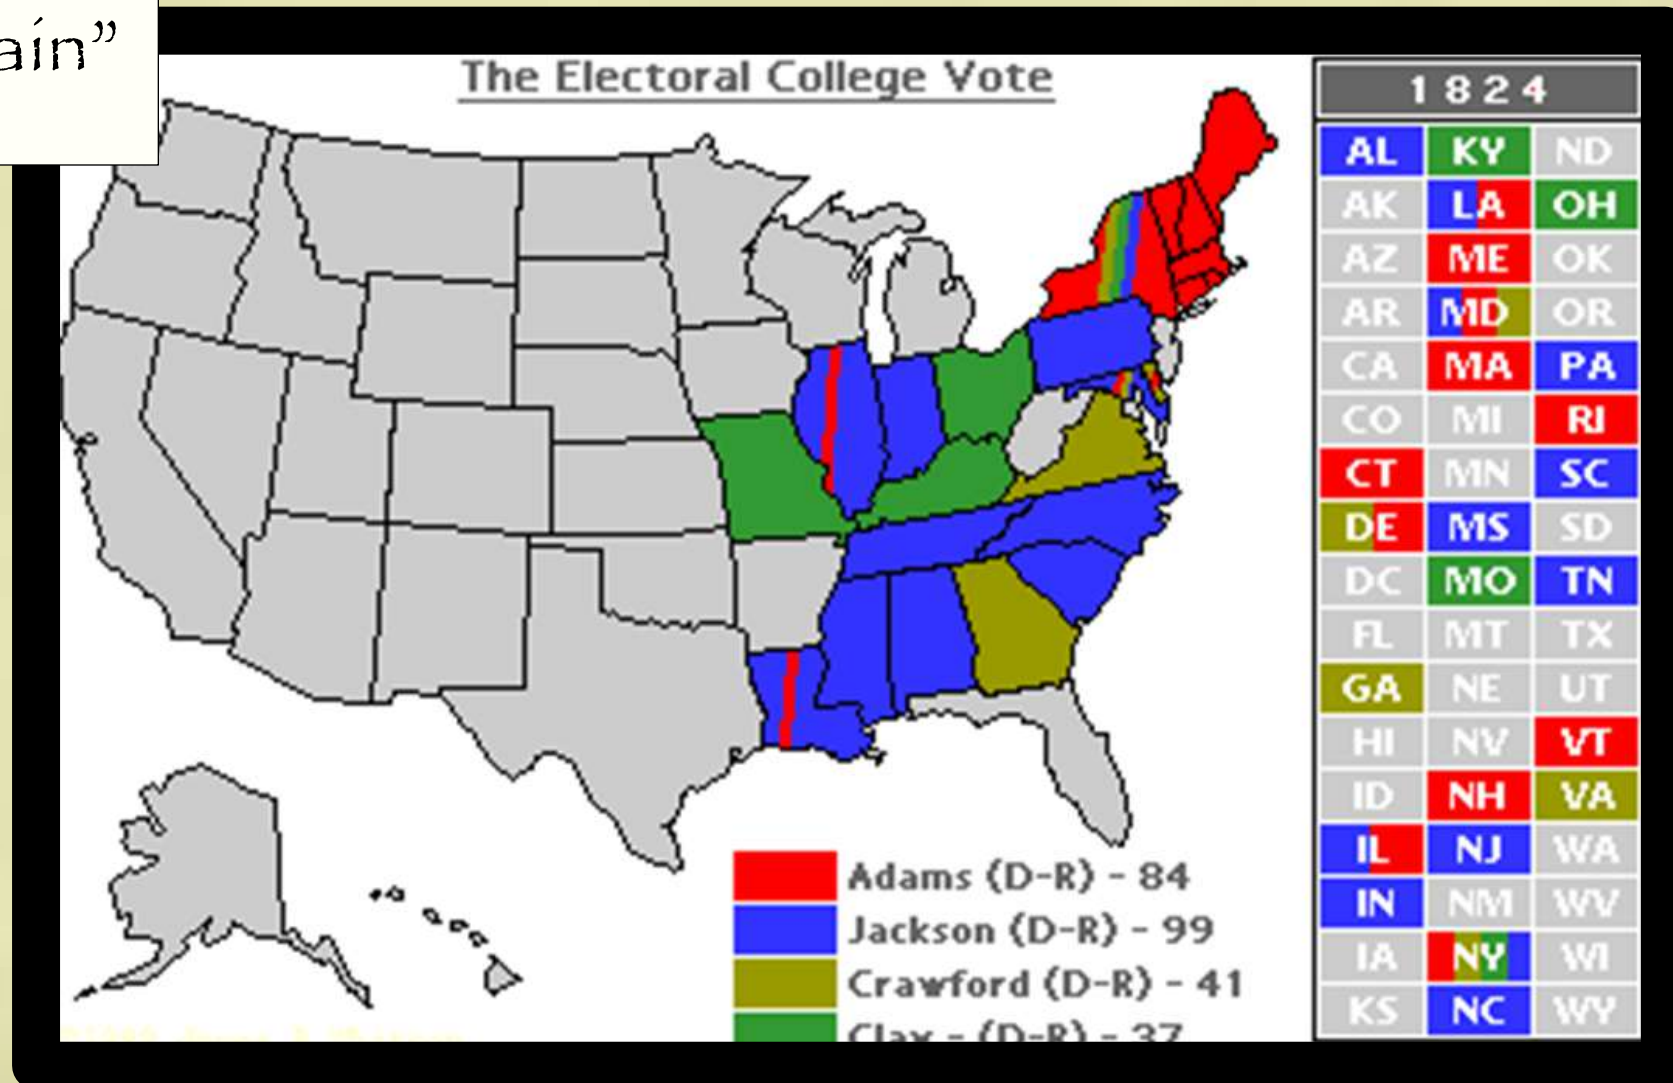 ain”
The Electoral College Vote
1824
AL KY ND
AK LA OH
AZ ME OK
AR MD OR
CA MA PA
CO MI RI
CT MN SC
DE MS SD
DC MO TN
FL MT TX
GA NE UT
HI NV VT
ID NH VA
IL NJ WA
IN NM WV
IA NY WI
KS NC WY
Adams (D-R) - 84
Jackson (D-R) - 99
Crawford (D-R) - 41
Clay - (D-R) - 37